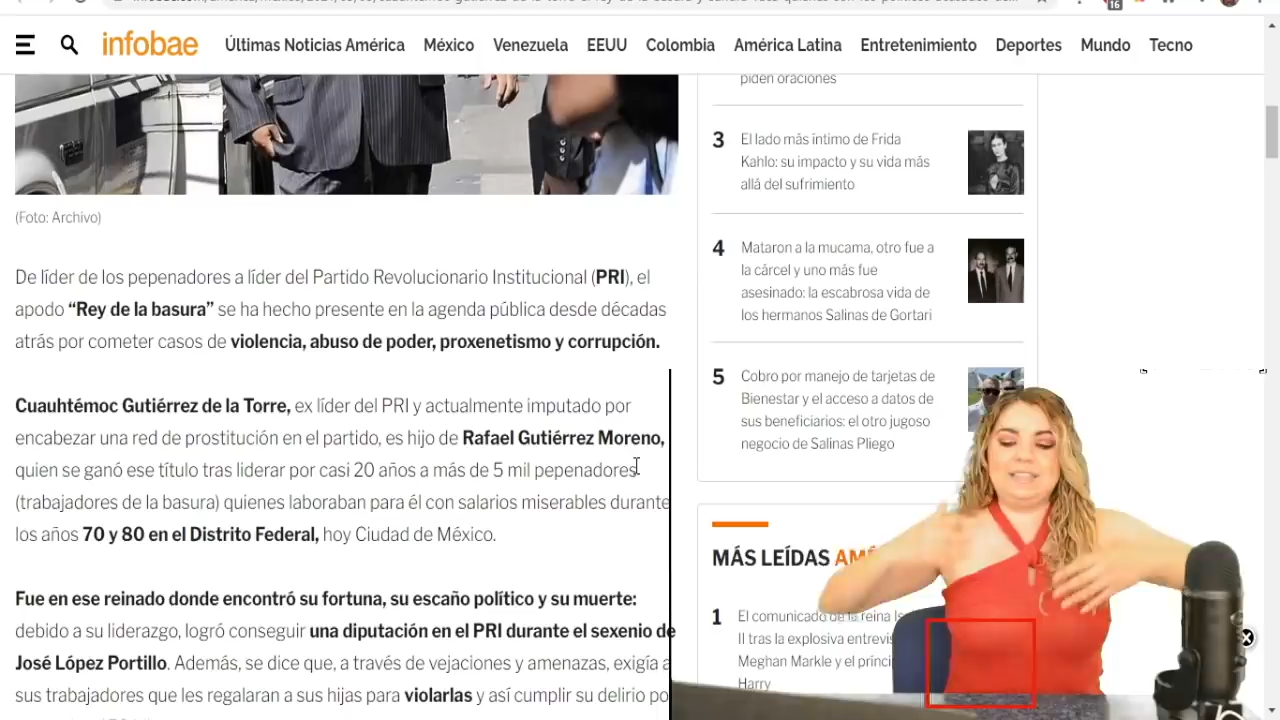 infobae
Últimas Noticias América México Venezuela EEUU Colombia América Latina Entretenimiento Deportes Mundo Tecno
16
(Foto: Archivo)
De líder de los pepenadores a líder del Partido Revolucionario Institucional (PRI), el
apodo “Rey de la basura” se ha hecho presente en la agenda pública desde décadas
atrás por cometer casos de violencia, abuso de poder, proxenetismo y corrupción.
Cuauhtémoc Gutiérrez de la Torre, ex líder del PRI y actualmente imputado por
encabezar una red de prostitución en el partido, es hijo de Rafael Gutiérrez Moreno,
quien se ganó ese título tras liderar por casi 20 años a más de 5 mil pepenadores
(trabajadores de la basura) quienes laboraban para él con salarios miserables durante
los años 70 y 80 en el Distrito Federal, hoy Ciudad de México.
Fue en ese reinado donde encontró su fortuna, su escaño político y su muerte:
debido a su liderazgo, logró conseguir una diputación en el PRI durante el sexenio de
José López Portillo. Además, se dice que, a través de vejaciones y amenazas, exigía a
sus trabajadores que les regalaran a sus hijas para violarlas y así cumplir su delirio po
piden oraciones
3 El lado más íntimo de Frida
Kahlo: su impacto y su vida más
allá del sufrimiento
4 Mataron a la mucama, otro fue a
la cárcel y uno más fue
asesinado: la escabrosa vida de
los hermanos Salinas de Gortari
5 Cobro por manejo de tarjetas de
Bienestar y el acceso a datos de
sus beneficiarios: el otro jugoso
negocio de Salinas Pliego
MÁS LEÍDAS
1 El comunicado de la reina
II tras la explosiva
Meghan Markle y el
Harry